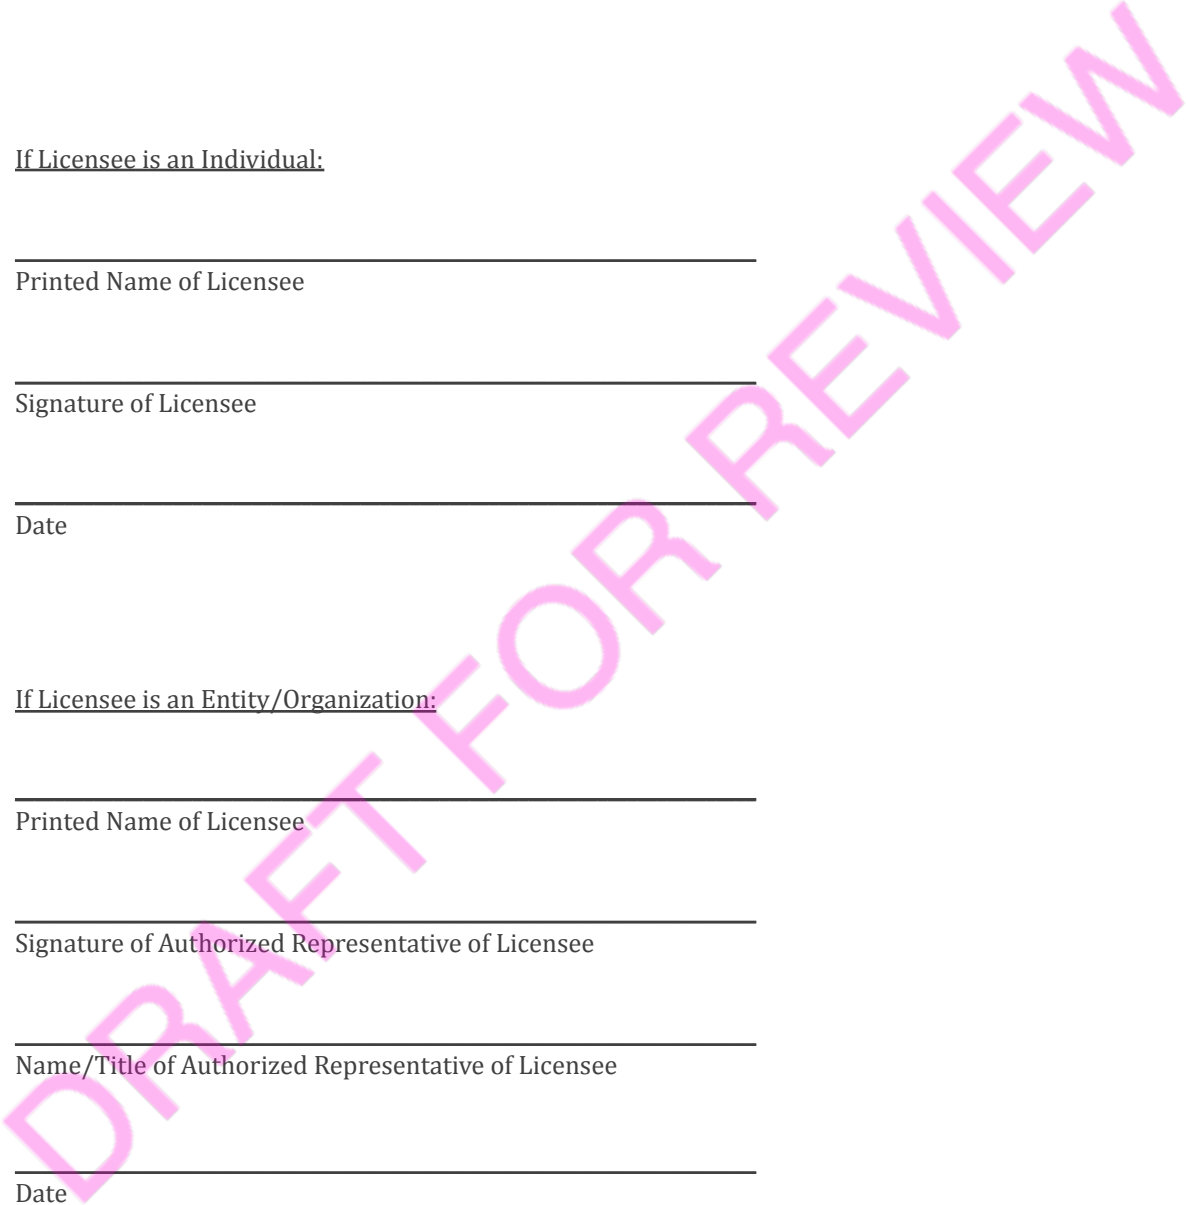 If Licensee is an Individual:
Printed Name of Licensee
Signature of Licensee
Date
If Licensee is an Entity/Organization:
Printed Name of Licensee
Signature of Authorized Representative of Licensee
Name/Title of Authorized Representative of Licensee
Date
DRAFT FOR REVIEW